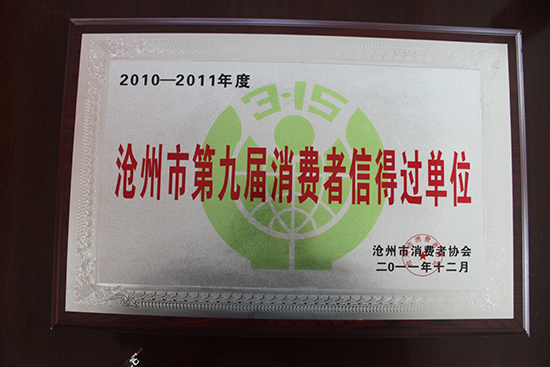 2010—2011年度
3·15
沧州市第九届消费者信得过单位
沧州市消费者协会
二〇一一年十二月